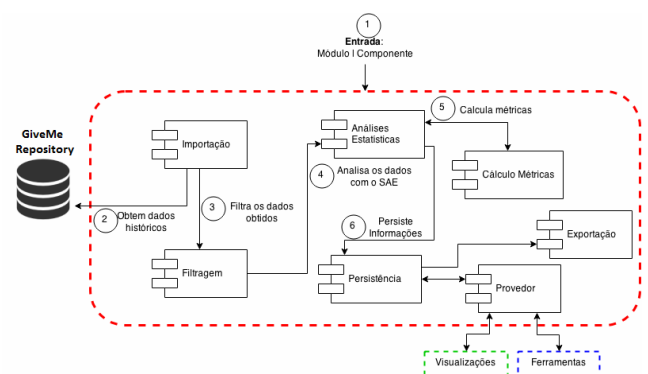 1
Entrada:
Módulo I Componente
5
Calcula métricas
GiveMe
Repository
Importação
Análises
Estatisticas
Cálculo Métricas
4
Analisa os dados
com o SAE
2
Obtem dados
históricos
3
Filtra os dados
obtidos
6
Persiste
Informações
Exportação
Filtragem
Persistência
Provedor
Visualizações
Ferramentas